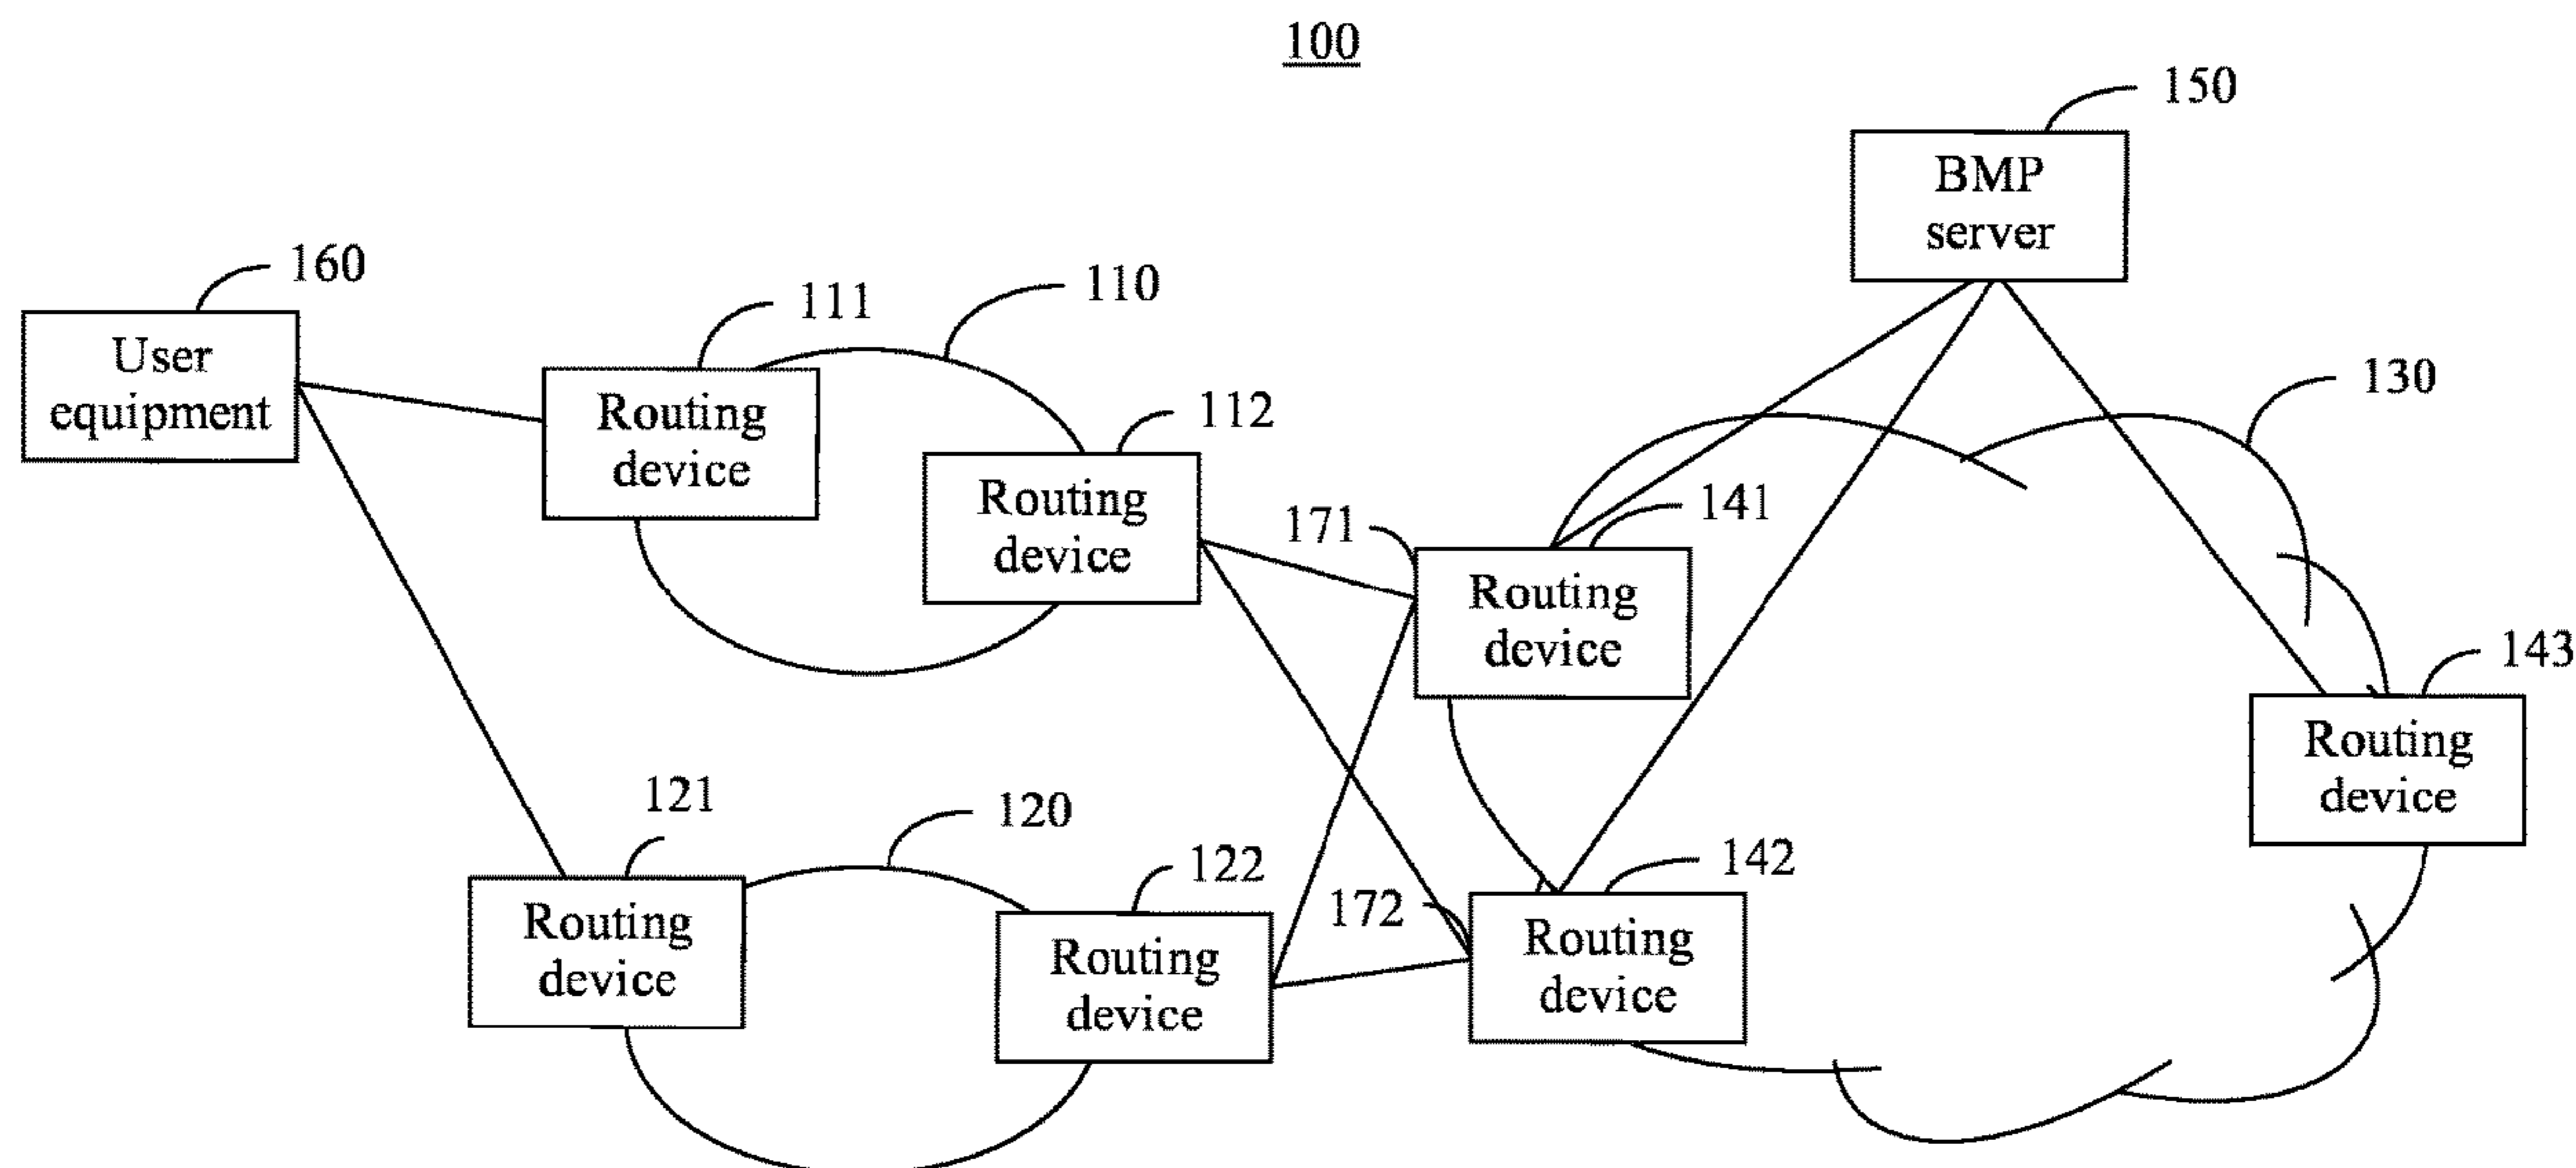 100
150
BMP
server
160
User
equipment
111
110
Routing
device
112
Routing
device
130
171
141
Routing
device
143
Routing
device
121
120
Routing
device
122
Routing
device
172
142
Routing
device